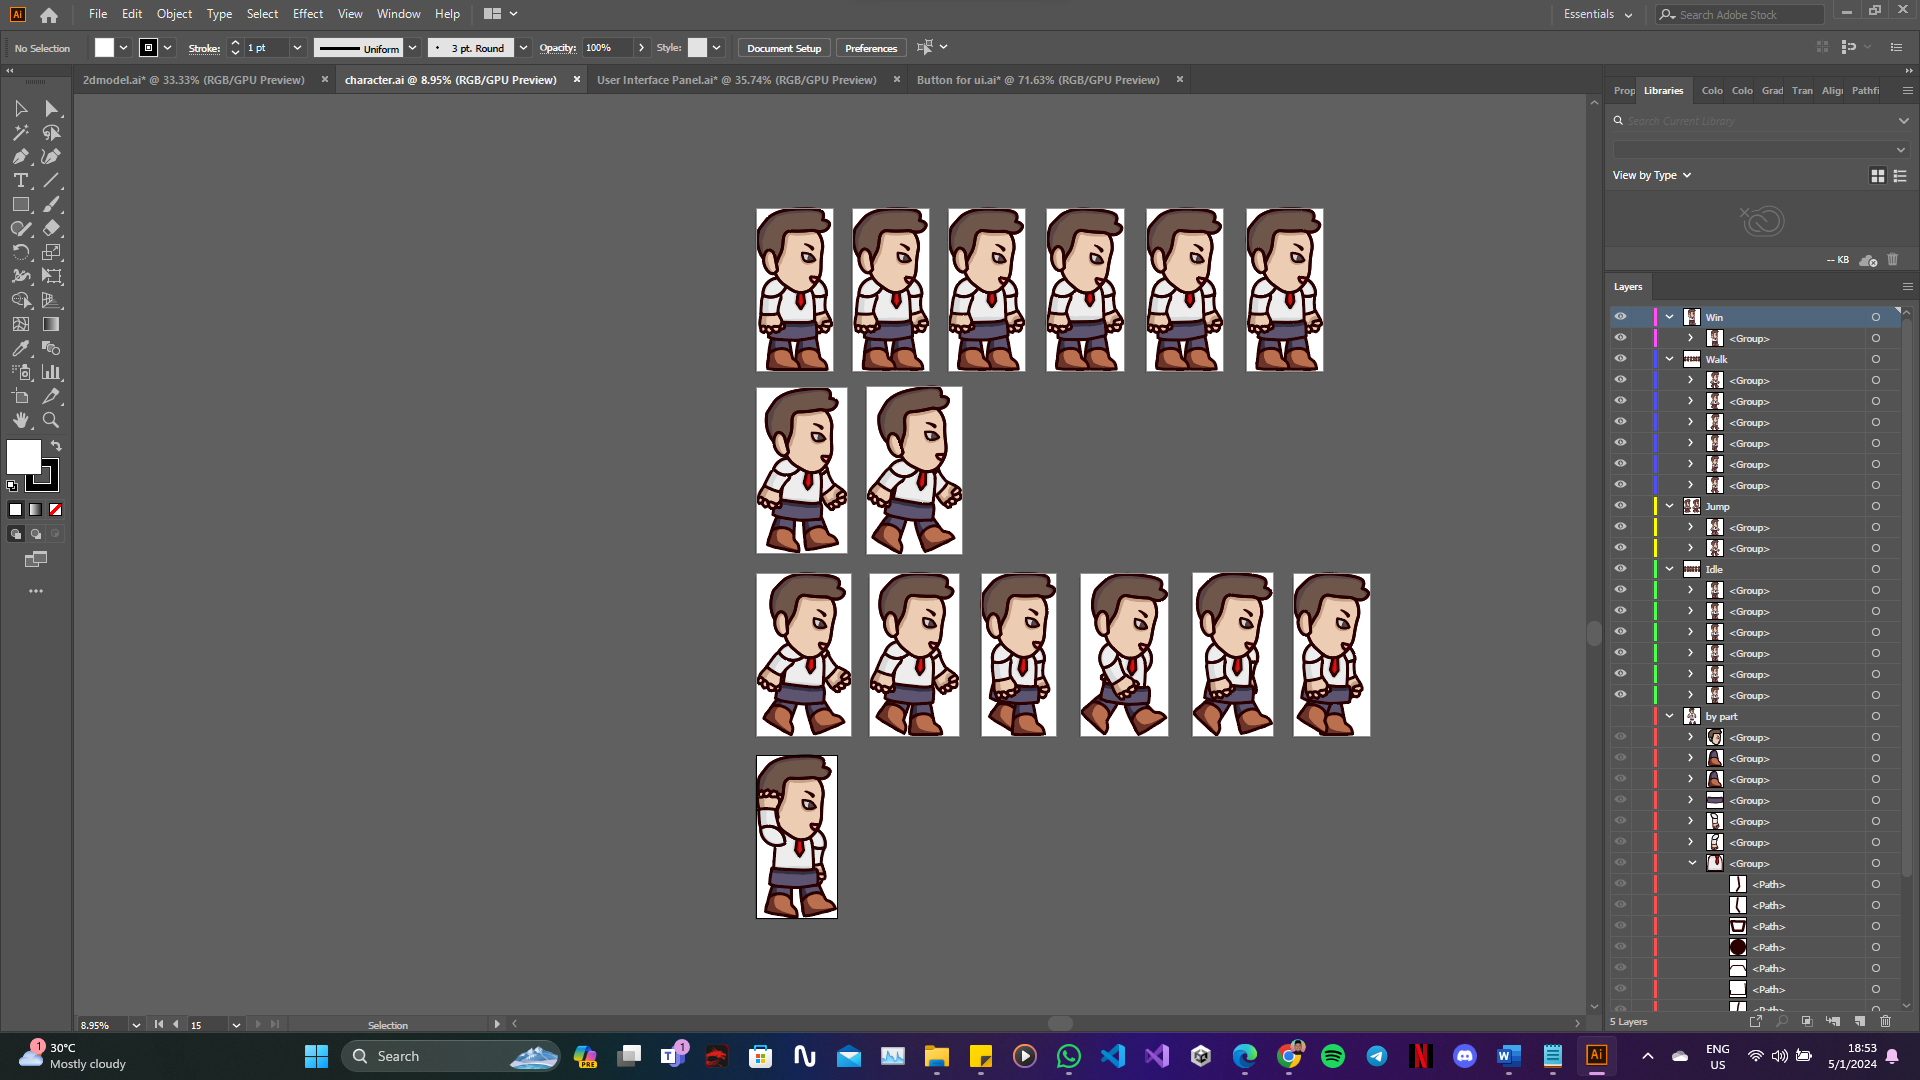 Ai File Edit Object Type Select Effect View Window Help Essentials Search Adobe Stock
No Selection Stroke: 1 pt Uniform 3 pt. Round Opacity: 100% Style: Document Setup Preferences
2dmodel.ai* @ 33.33% (RGB/GPU Preview) × character.ai @ 8.95% (RGB/GPU Preview) × User Interface Panel.ai* @ 35.74% (RGB/GPU Preview) × Button for ui.ai* @ 71.63% (RGB/GPU Preview) ×
Prop Libraries Colo Colo Grad Tran Align Pathfi
Search Current Library
View by Type
-- KB
Layers
Win
<Group>
Walk
<Group>
<Group>
<Group>
<Group>
<Group>
<Group>
Jump
<Group>
<Group>
Idle
<Group>
<Group>
<Group>
<Group>
<Group>
<Group>
by part
<Group>
<Group>
<Group>
<Group>
<Group>
<Group>
<Group>
<Path>
<Path>
<Path>
<Path>
<Path>
<Path>
<Path>
5 Layers
8.95% 15 Selection
1 30°C
Mostly cloudy
Search
PRE
1
W
Ai
ENG
US
18:53
5/1/2024